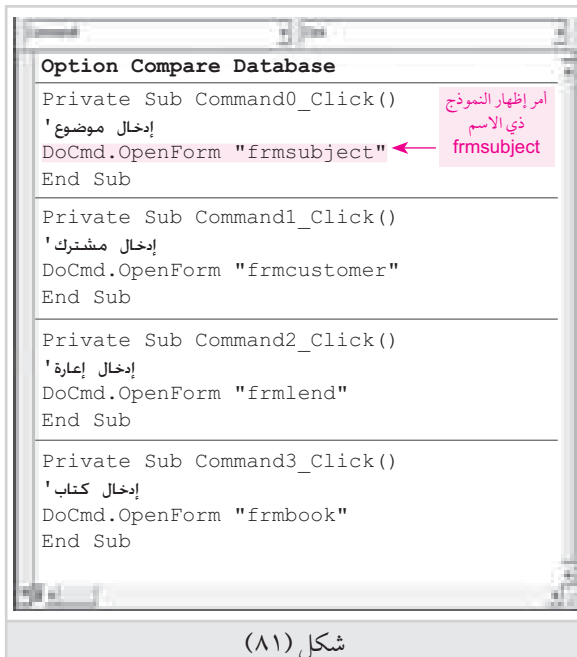 Option Compare Database
Private Sub Command0_Click()
'إدخال موضوع
DoCmd.OpenForm "frmsubject"
End Sub
أمر إظهار النموذج
ذي الاسم
frmsubject
Private Sub Command1_Click()
'إدخال مشترك
DoCmd.OpenForm "frmcustomer"
End Sub
Private Sub Command2_Click()
'إدخال إعارة
DoCmd.OpenForm "frmlend"
End Sub
Private Sub Command3_Click()
'إدخال كتاب
DoCmd.OpenForm "frmbook"
End Sub
شكل (٨١)